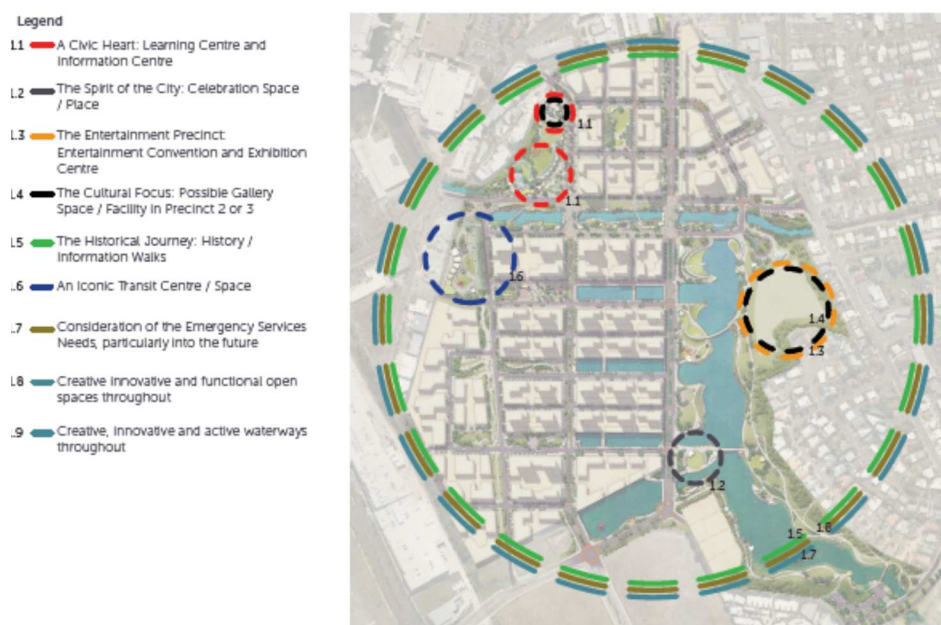 Legend
1.1 A Civic Heart: Learning Centre and
Information Centre
1.2 The Spirit of the City: Celebration Space
/ Place
1.3 The Entertainment Precinct:
Entertainment Convention and Exhibition
Centre
1.4 The Cultural Focus: Possible Gallery
Space / Facility in Precinct 2 or 3
1.5 The Historical Journey: History /
Information Walks
1.6 An Iconic Transit Centre / Space
1.7 Consideration of the Emergency Services
Needs, particularly into the future
1.8 Creative innovative and functional open
spaces throughout
1.9 Creative, innovative and active waterways
throughout
1.1
1.1
1.6
1.4
1.3
1.2
1.5
1.8
1.7